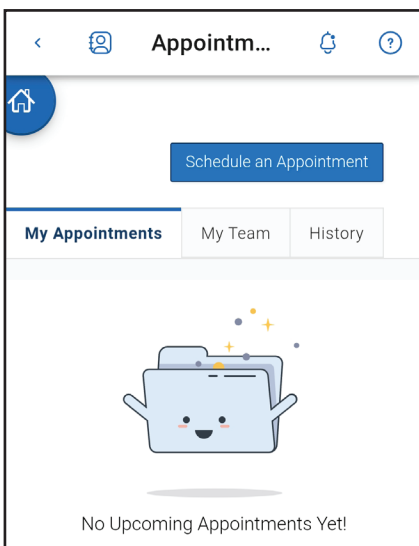 Appointm...
?
Schedule an Appointment
My Appointments My Team History
No Upcoming Appointments Yet!